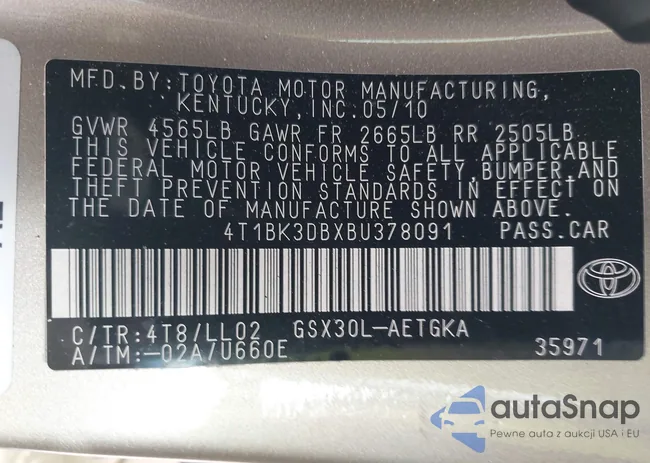 MFD. BY: TOYOTA MOTOR MANUFACTURING,
KENTUCKY, INC. 05/10
GVWR 4565LB GAWR FR 2665LB RR 2505LB
THIS VEHICLE CONFORMS TO ALL APPLICABLE
FEDERAL MOTOR VEHICLE SAFETY, BUMPER, AND
THEFT PREVENTION STANDARDS IN EFFECT ON
THE DATE OF MANUFACTURE SHOWN ABOVE.
4T1BK3DBXBU378091 PASS. CAR
C/TR: 4T8/LL02 GSX30L-AETGKA
A/TM: -02A/U660E 35971
autaSnap
Pewne auta z aukcji USA i EU